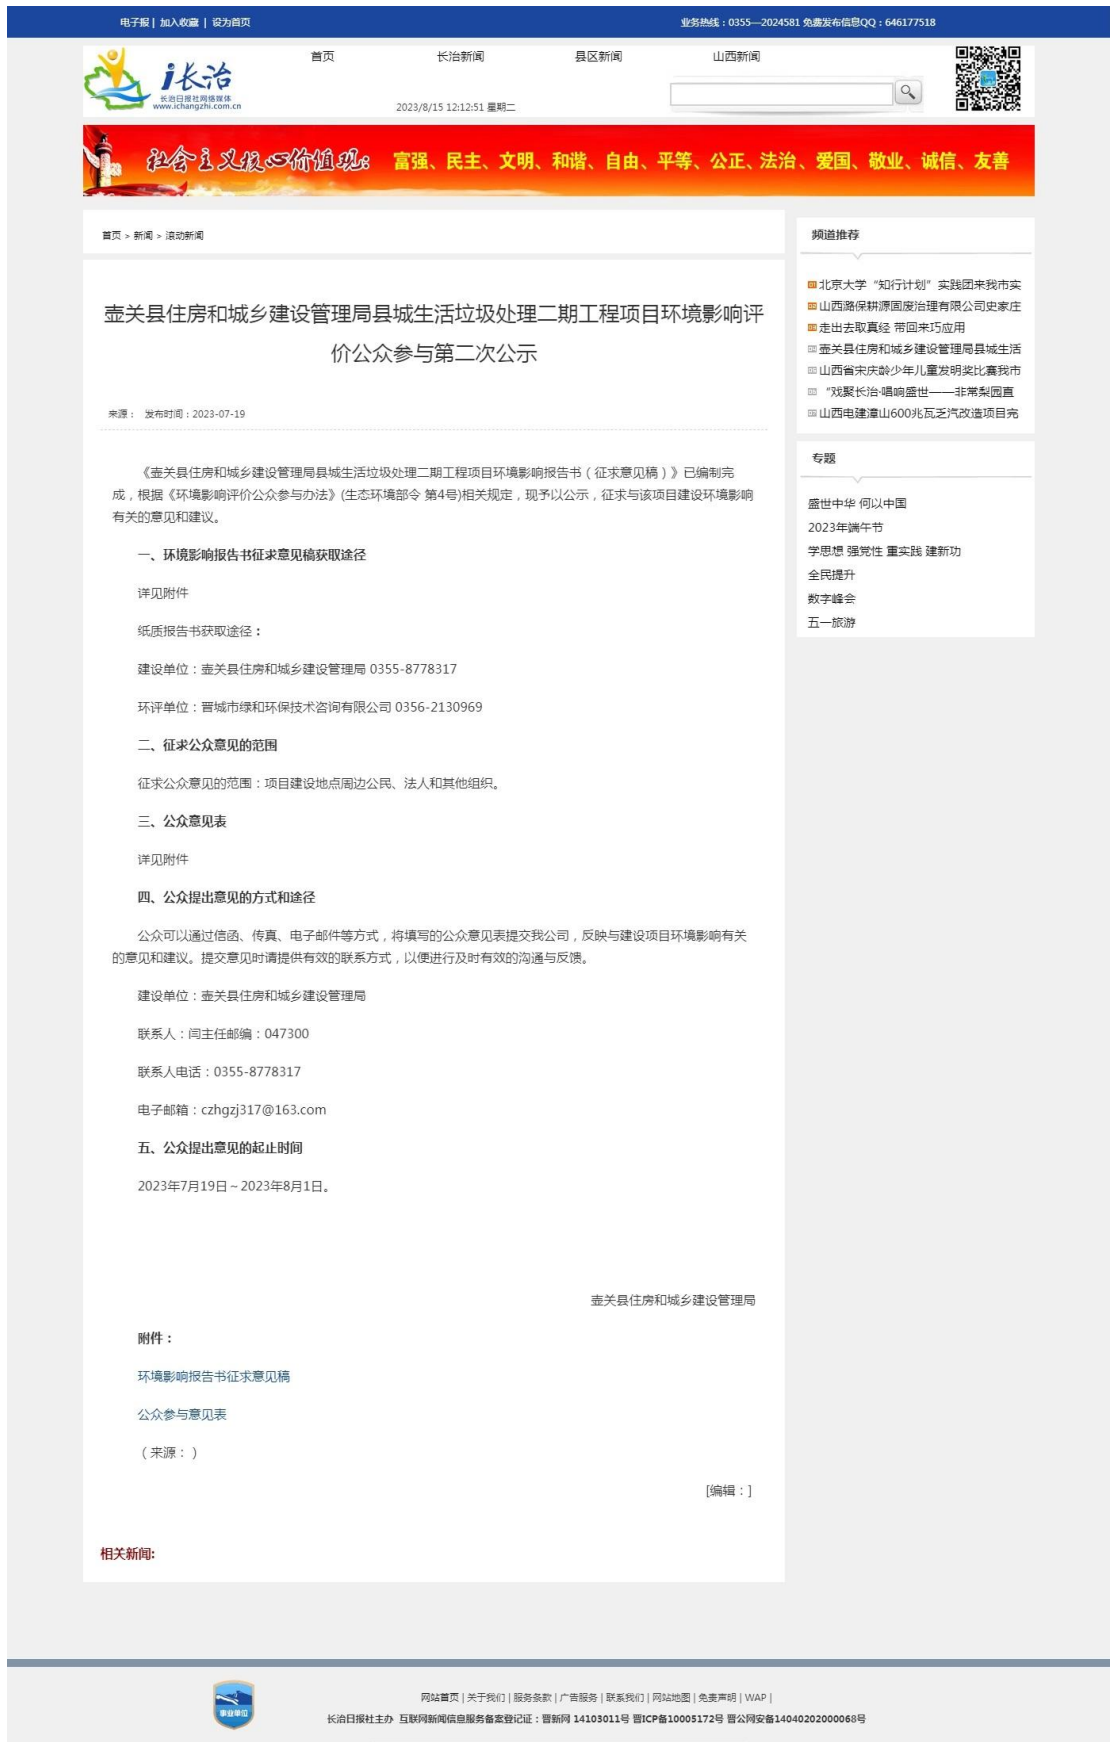 电子报 | 加入收藏 | 设为首页
业务热线：0355—2024581 免费发布信息QQ：646177518
i长治
长治日报社网络媒体
www.ichangzhi.com.cn
首页 长治新闻 县区新闻 山西新闻
2023/8/15 12:12:51 星期二
社会主义核心价值观：富强、民主、文明、和谐、自由、平等、公正、法治、爱国、敬业、诚信、友善
首页 > 新闻 > 滚动新闻
壶关县住房和城乡建设管理局县城生活垃圾处理二期工程项目环境影响评
价公众参与第二次公示
来源： 发布时间：2023-07-19
《壶关县住房和城乡建设管理局县城生活垃圾处理二期工程项目环境影响报告书（征求意见稿）》已编制完
成，根据《环境影响评价公众参与办法》(生态环境部令 第4号)相关规定，现予以公示，征求与该项目建设环境影响
有关的意见和建议。
一、环境影响报告书征求意见稿获取途径
详见附件
纸质报告书获取途径：
建设单位：壶关县住房和城乡建设管理局 0355-8778317
环评单位：晋城市绿和环保技术咨询有限公司 0356-2130969
二、征求公众意见的范围
征求公众意见的范围：项目建设地点周边公民、法人和其他组织。
三、公众意见表
详见附件
四、公众提出意见的方式和途径
公众可以通过信函、传真、电子邮件等方式，将填写的公众意见表提交我公司，反映与建设项目环境影响有关
的意见和建议。提交意见时请提供有效的联系方式，以便进行及时有效的沟通与反馈。
建设单位：壶关县住房和城乡建设管理局
联系人：闫主任邮编：047300
联系人电话：0355-8778317
电子邮箱：czhgzj317@163.com
五、公众提出意见的起止时间
2023年7月19日～2023年8月1日。
壶关县住房和城乡建设管理局
附件：
环境影响报告书征求意见稿
公众参与意见表
（来源：）
[编辑：]
相关新闻:
频道推荐
北京大学“知行计划”实践团来我市实
山西潞保耕源固废治理有限公司史家庄
走出去取真经 带回来巧应用
壶关县住房和城乡建设管理局县城生活
山西省宋庆龄少年儿童发明奖比赛我市
“戏聚长治·唱响盛世——非常梨园直
山西电建漳山600兆瓦乏汽改造项目完
专题
盛世中华 何以中国
2023年端午节
学思想 强党性 重实践 建新功
全民提升
数字峰会
五一旅游
事业单位
网站首页 | 关于我们 | 服务条款 | 广告服务 | 联系我们 | 网站地图 | 免责声明 | WAP |
长治日报社主办 互联网新闻信息服务备案登记证：晋新网 14103011号 晋ICP备10005172号 晋公网安备14040202000068号